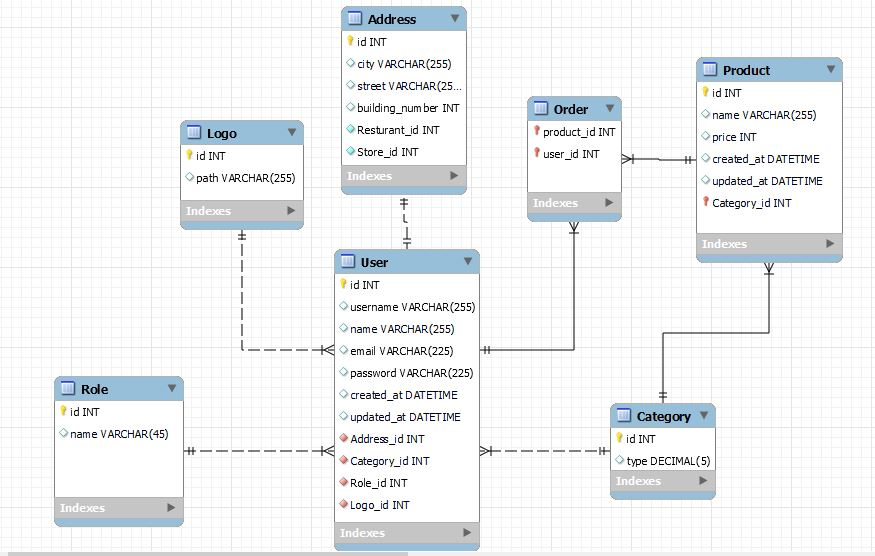 Address
id INT
city VARCHAR(255)
street VARCHAR(25...
building_number INT
Resturant_id INT
Store_id INT
Indexes
Logo
id INT
path VARCHAR(255)
Indexes
Order
product_id INT
user_id INT
Indexes
Product
id INT
name VARCHAR(255)
price INT
created_at DATETIME
updated_at DATETIME
Category_id INT
Indexes
User
id INT
username VARCHAR(255)
name VARCHAR(255)
email VARCHAR(225)
password VARCHAR(225)
created_at DATETIME
updated_at DATETIME
Address_id INT
Category_id INT
Role_id INT
Logo_id INT
Indexes
Role
id INT
name VARCHAR(45)
Indexes
Category
id INT
type DECIMAL(5)
Indexes